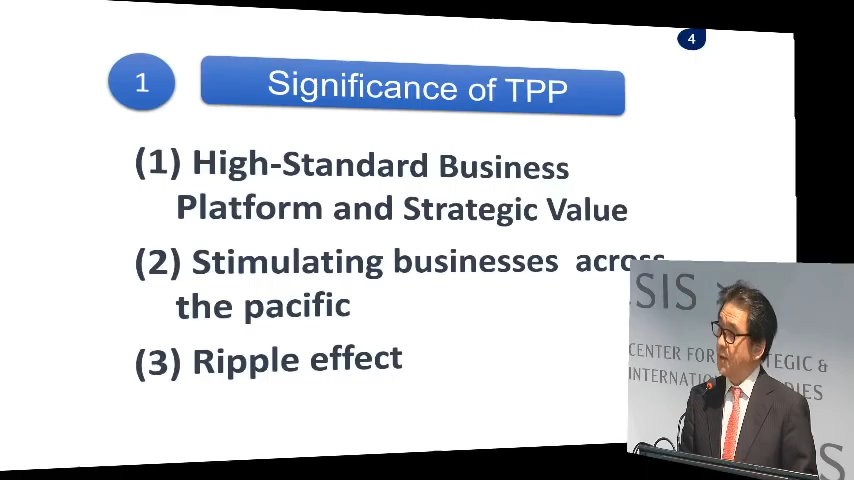 4
1
Significance of TPP
(1) High-Standard Business
Platform and Strategic Value
(2) Stimulating businesses across
the pacific
(3) Ripple effect
CSIS
CENTER FOR STRATEGIC &
INTERNATIONAL STUDIES
S